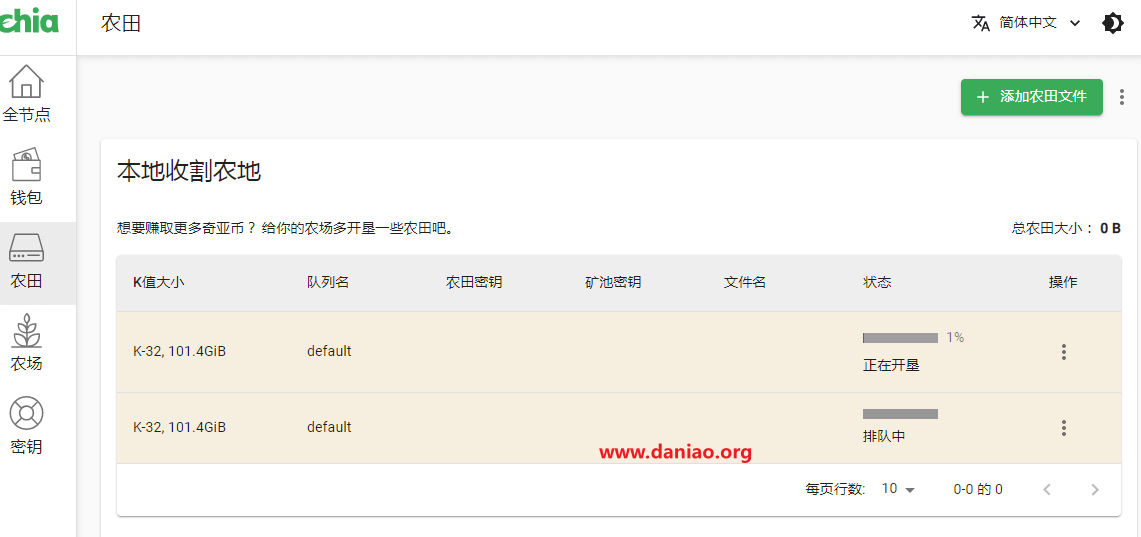 chia
农田
简体中文
全节点
钱包
农田
农场
密钥
+ 添加农田文件
本地收割农地
想要赚取更多奇亚币？给你的农场多开垦一些农田吧。
总农田大小： 0 B
K值大小 队列名 农田密钥 矿池密钥 文件名 状态 操作
K-32, 101.4GiB default 1%
正在开垦
K-32, 101.4GiB default
排队中
www.daniao.org
每页行数: 10 0-0 的 0